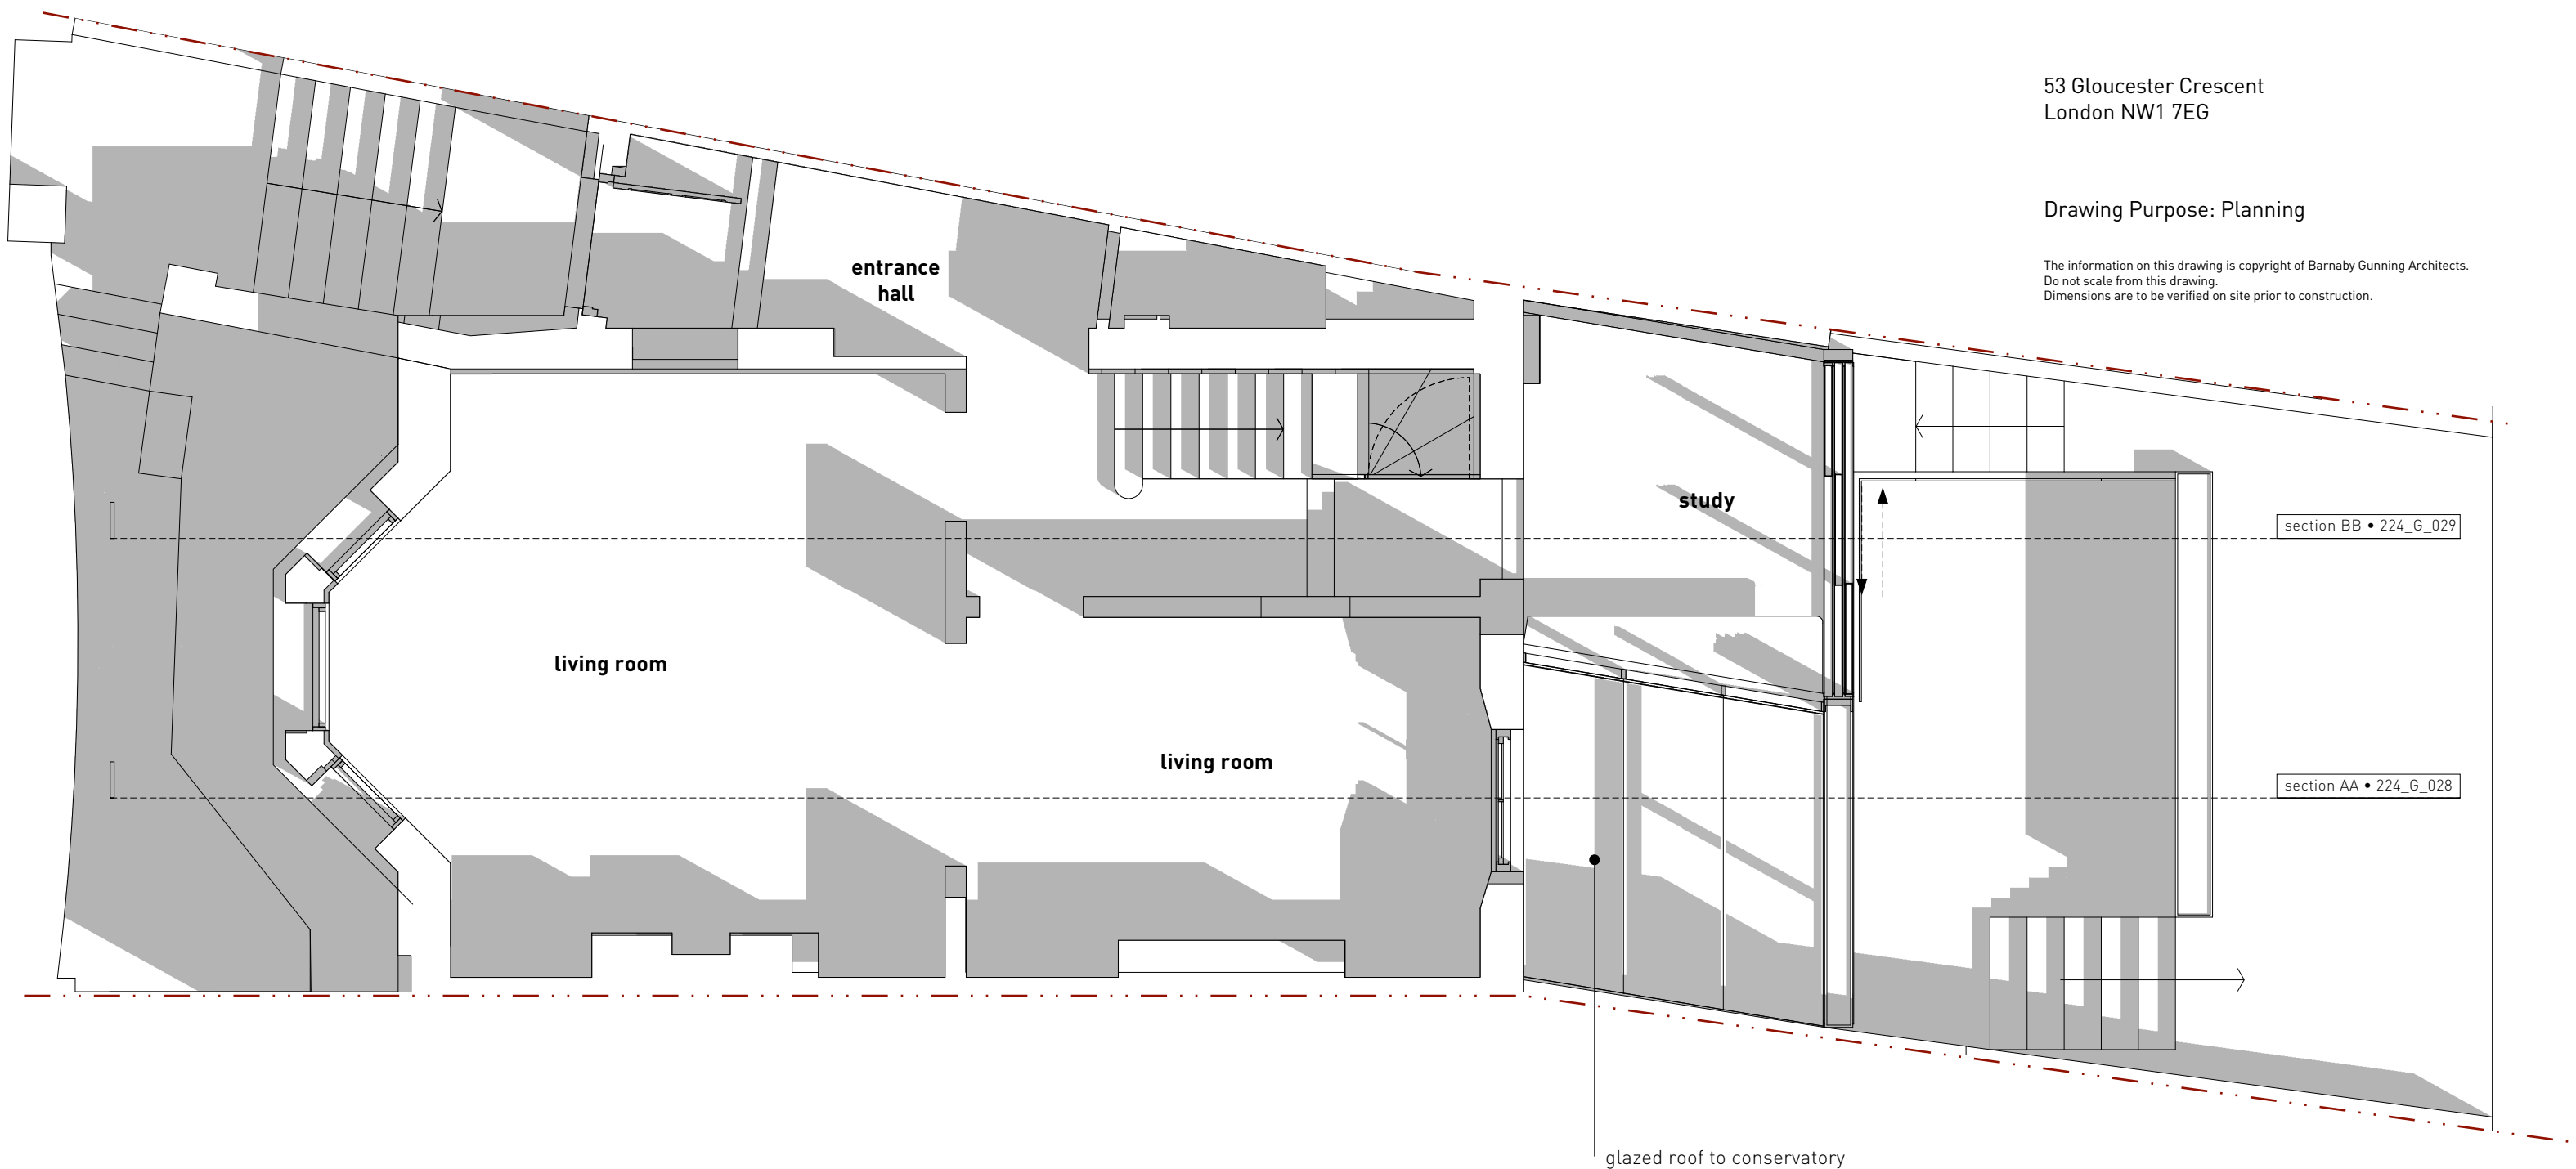 53 Gloucester Crescent
London NW1 7EG
Drawing Purpose: Planning
The information on this drawing is copyright of Barnaby Gunning Architects.
Do not scale from this drawing.
Dimensions are to be verified on site prior to construction.
entrance
hall
study
section BB • 224_G_029
living room
living room
section AA • 224_G_028
glazed roof to conservatory